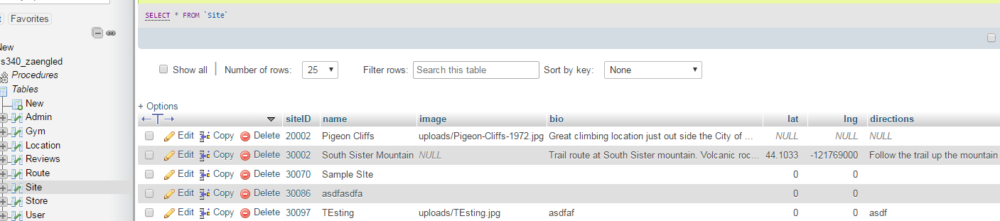 SELECT * FROM `Site`
Favorites
New
s340_zaengled
Procedures
Tables
New
Admin
Gym
Location
Reviews
Route
Site
Store
User
Show all Number of rows: 25 Filter rows: Search this table Sort by key: None
+ Options
siteID name image bio lat lng directions
Edit Copy Delete 20002 Pigeon Cliffs uploads/Pigeon-Cliffs-1972.jpg Great climbing location just out side the City of ... NULL NULL NULL
Edit Copy Delete 30002 South Sister Mountain NULL Trail route at South Sister mountain. Volcanic roc... 44.1033 -121769000 Follow the trail up the mountain
Edit Copy Delete 30070 Sample SIte 0 0
Edit Copy Delete 30086 asdfasdfa 0 0
Edit Copy Delete 30097 TEsting uploads/TEsting.jpg asdfaf 0 0 asdf